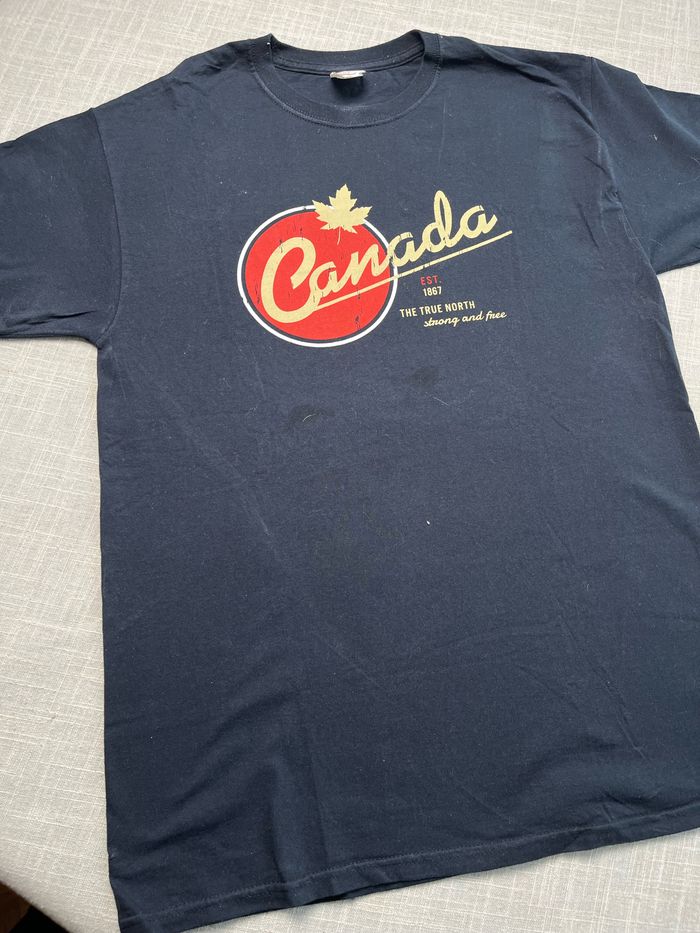 Canada
EST.
1867
THE TRUE NORTH
strong and free